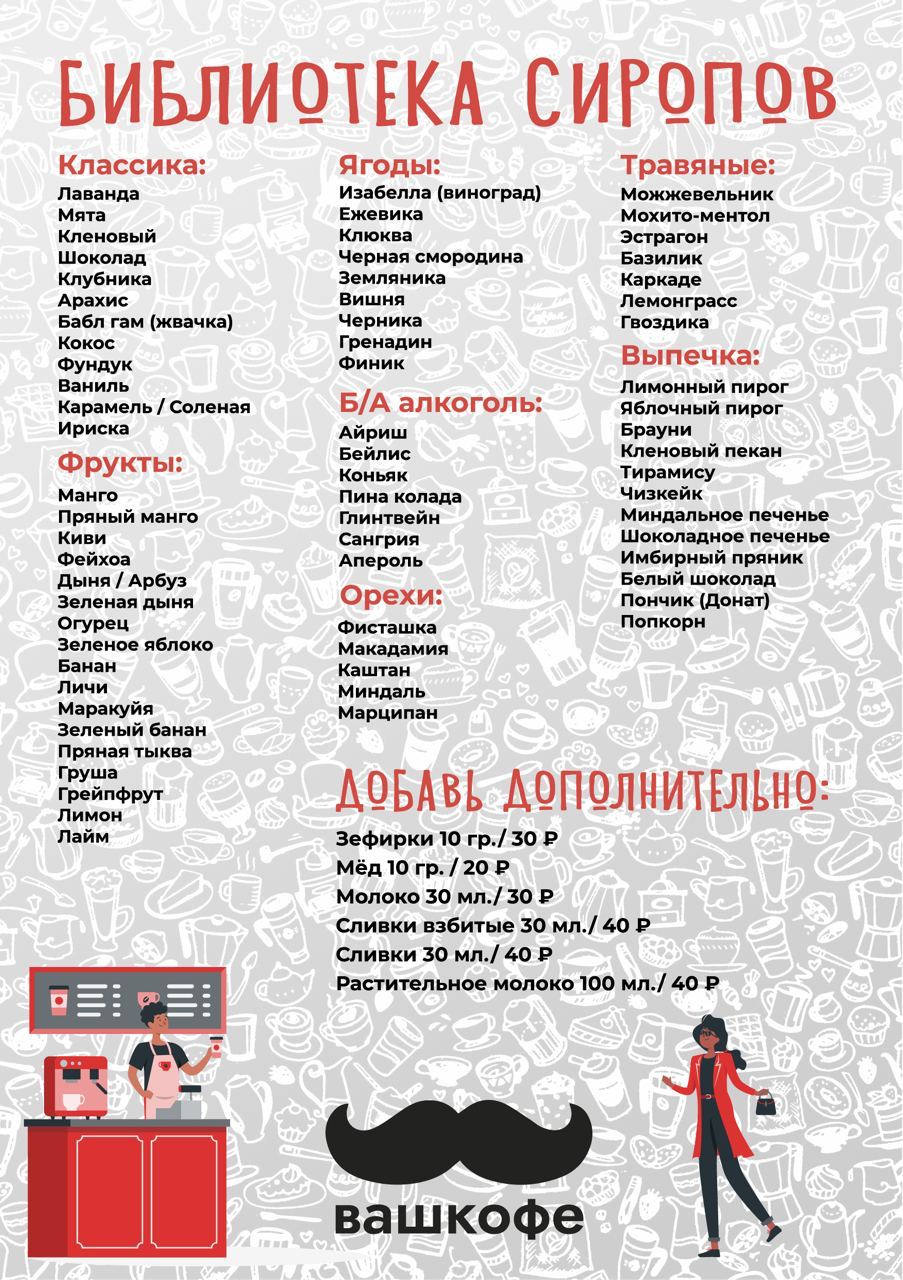 БИБЛИОТЕКА СИРОПОВ
Классика:
Лаванда
Мята
Кленовый
Шоколад
Клубника
Арахис
Бабл гам (жвачка)
Кокос
Фундук
Ваниль
Карамель / Соленая
Ириска
Фрукты:
Манго
Пряный манго
Киви
Фейхоа
Дыня / Арбуз
Зеленая дыня
Огурец
Зеленое яблоко
Банан
Личи
Маракуйя
Зеленый банан
Пряная тыква
Груша
Грейпфрут
Лимон
Лайм
Ягоды:
Изабелла (виноград)
Ежевика
Клюква
Черная смородина
Земляника
Вишня
Черника
Гренадин
Финик
Б/А алкоголь:
Айриш
Бейлис
Коньяк
Пина колада
Глинтвейн
Сангрия
Апероль
Орехи:
Фисташка
Макадамия
Каштан
Миндаль
Марципан
Травяные:
Можжевельник
Мохито-ментол
Эстрагон
Базилик
Каркаде
Лемонграсс
Гвоздика
Выпечка:
Лимонный пирог
Яблочный пирог
Брауни
Кленовый пекан
Тирамису
Чизкейк
Миндальное печенье
Шоколадное печенье
Имбирный пряник
Белый шоколад
Пончик (Донат)
Попкорн
ДОБАВЬ ДОПОЛНИТЕЛЬНО:
Зефирки 10 гр./ 30 ₽
Мёд 10 гр. / 20 ₽
Молоко 30 мл./ 30 ₽
Сливки взбитые 30 мл./ 40 ₽
Сливки 30 мл./ 40 ₽
Растительное молоко 100 мл./ 40 ₽
вашкофе